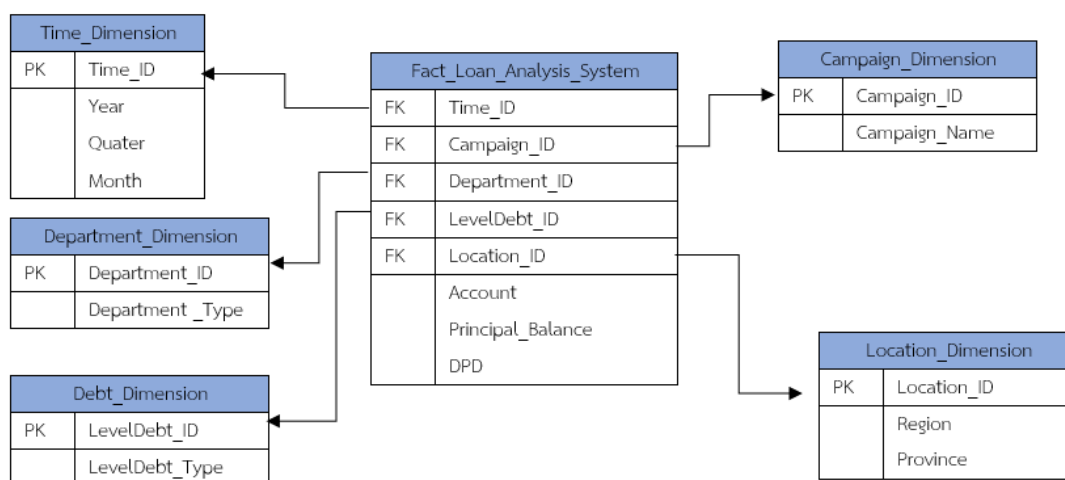 Time_Dimension
PK Time_ID
Year
Quater
Month
Department_Dimension
PK Department_ID
Department _Type
Debt_Dimension
PK LevelDebt_ID
LevelDebt_Type
Fact_Loan_Analysis_System
FK Time_ID
FK Campaign_ID
FK Department_ID
FK LevelDebt_ID
FK Location_ID
Account
Principal_Balance
DPD
Campaign_Dimension
PK Campaign_ID
Campaign_Name
Location_Dimension
PK Location_ID
Region
Province